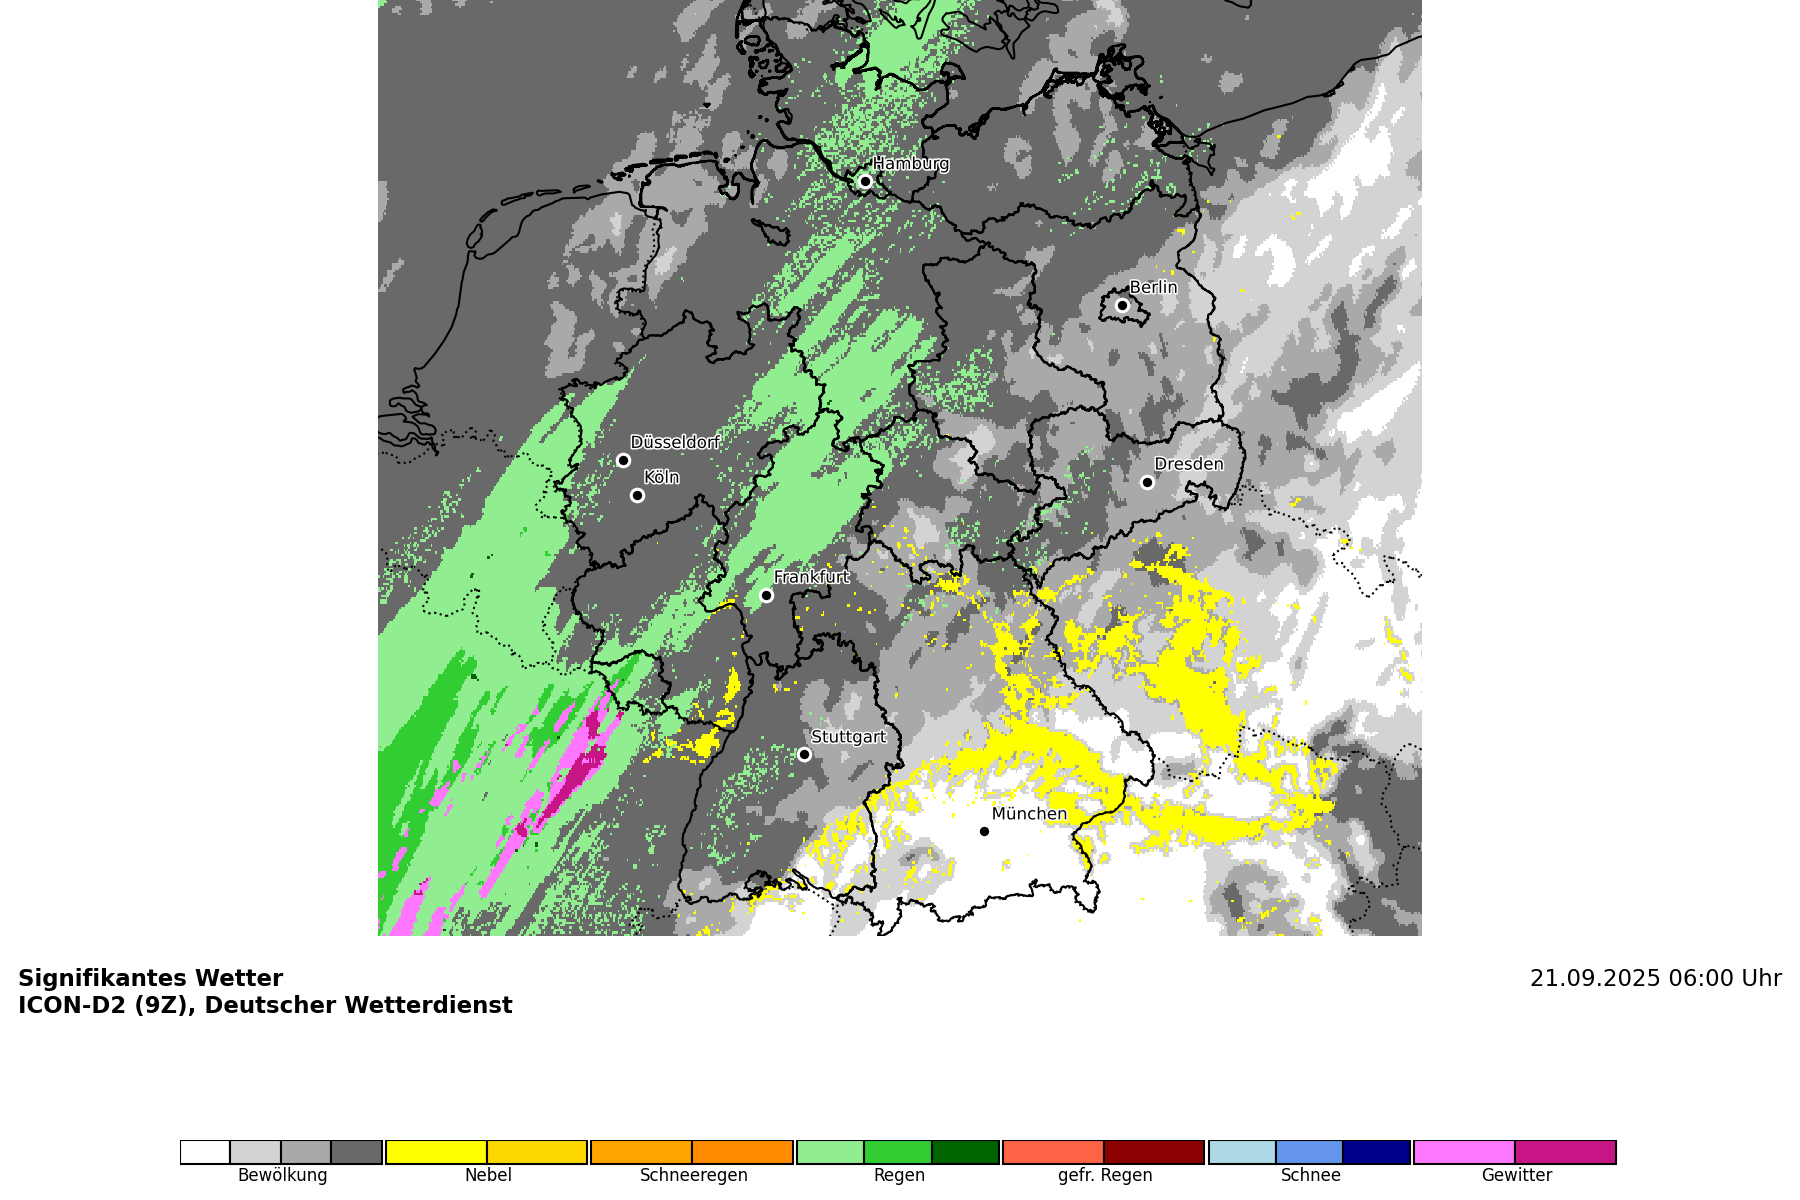 Hamburg
Berlin
Düsseldorf
Köln
Dresden
Frankfurt
Stuttgart
München
Signifikantes Wetter
21.09.2025 06:00 Uhr
ICON-D2 (9Z), Deutscher Wetterdienst
Bewölkung Nebel Schneeregen Regen gefr. Regen Schnee Gewitter